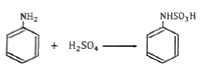 NH₂ NHSO₃H
+ H₂SO₄ ⟶